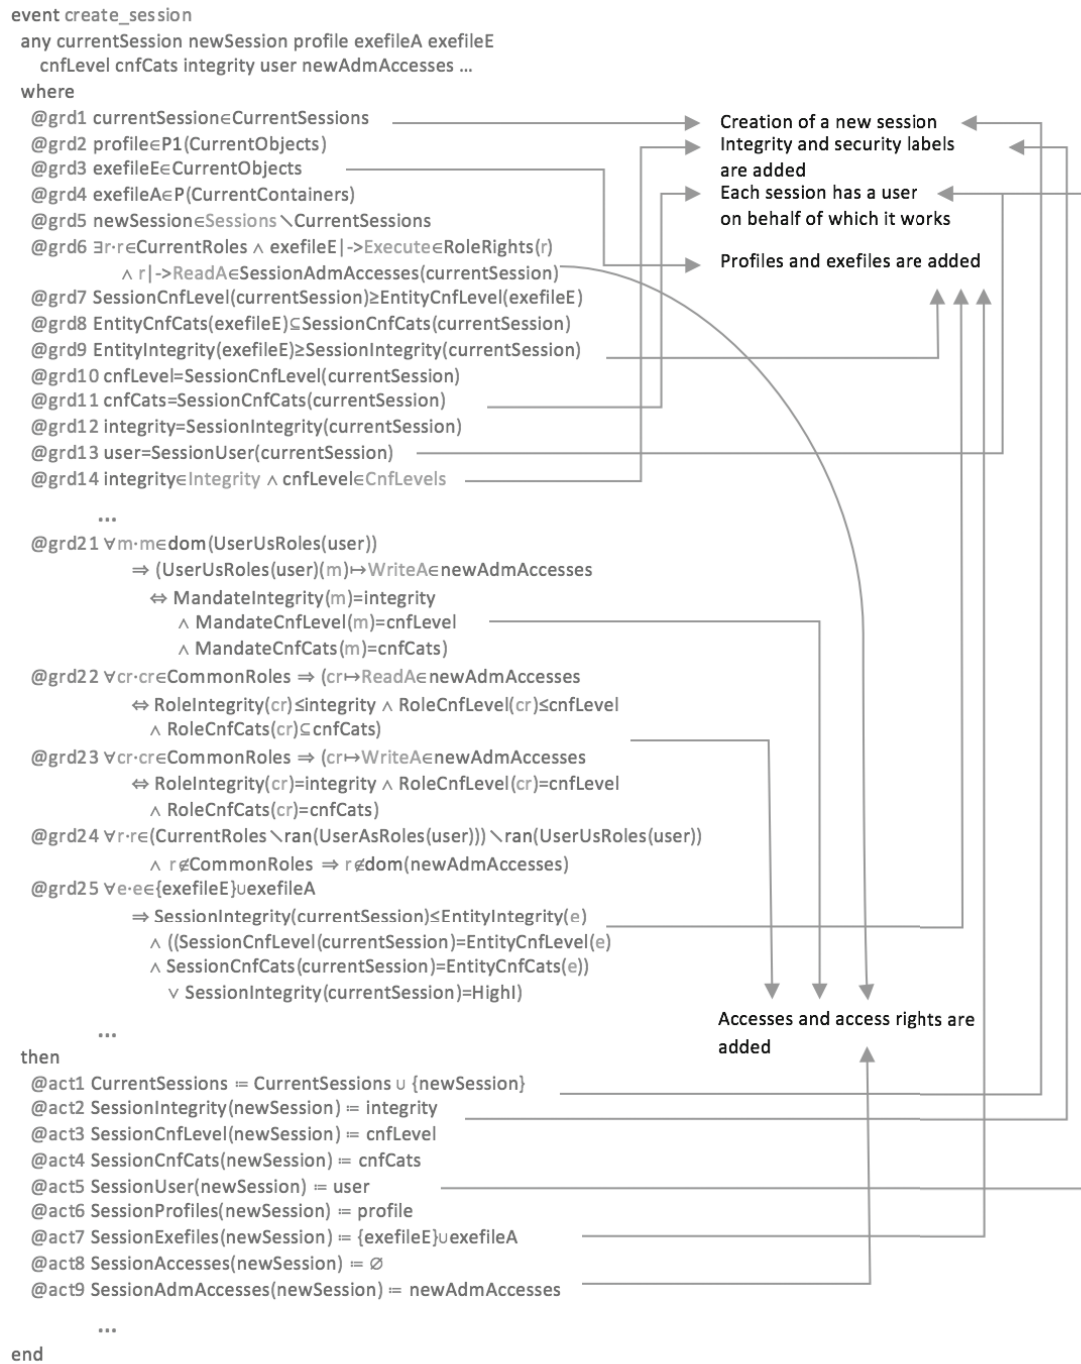 event create_session
any currentSession newSession profile exefileA exefileE
cnfLevel cnfCats integrity user newAdmAccesses ...
where
@grd1 currentSession∈CurrentSessions
@grd2 profile∈P1(CurrentObjects)
@grd3 exefileE∈CurrentObjects
@grd4 exefileA∈P(CurrentContainers)
@grd5 newSession∈Sessions∖CurrentSessions
@grd6 ∃r·r∈CurrentRoles ∧ exefileE|->Execute∈RoleRights(r)
∧ r|->ReadA∈SessionAdmAccesses(currentSession)
@grd7 SessionCnfLevel(currentSession)≥EntityCnfLevel(exefileE)
@grd8 EntityCnfCats(exefileE)⊆SessionCnfCats(currentSession)
@grd9 EntityIntegrity(exefileE)≥SessionIntegrity(currentSession)
@grd10 cnfLevel=SessionCnfLevel(currentSession)
@grd11 cnfCats=SessionCnfCats(currentSession)
@grd12 integrity=SessionIntegrity(currentSession)
@grd13 user=SessionUser(currentSession)
@grd14 integrity∈Integrity ∧ cnfLevel∈CnfLevels
...
@grd21 ∀m·m∈dom(UserUsRoles(user))
⇒ (UserUsRoles(user)(m)↦WriteA∈newAdmAccesses
⇔ MandateIntegrity(m)=integrity
∧ MandateCnfLevel(m)=cnfLevel
∧ MandateCnfCats(m)=cnfCats)
@grd22 ∀cr·cr∈CommonRoles ⇒ (cr↦ReadA∈newAdmAccesses
⇔ RoleIntegrity(cr)≤integrity ∧ RoleCnfLevel(cr)≤cnfLevel
∧ RoleCnfCats(cr)⊆cnfCats)
@grd23 ∀cr·cr∈CommonRoles ⇒ (cr↦WriteA∈newAdmAccesses
⇔ RoleIntegrity(cr)=integrity ∧ RoleCnfLevel(cr)=cnfLevel
∧ RoleCnfCats(cr)=cnfCats)
@grd24 ∀r·r∈(CurrentRoles∖ran(UserAsRoles(user)))∖ran(UserUsRoles(user))
∧ r∉CommonRoles ⇒ r∉dom(newAdmAccesses)
@grd25 ∀e·e∈{exefileE}∪exefileA
⇒ SessionIntegrity(currentSession)≤EntityIntegrity(e)
∧ ((SessionCnfLevel(currentSession)=EntityCnfLevel(e)
∧ SessionCnfCats(currentSession)=EntityCnfCats(e))
∨ SessionIntegrity(currentSession)=HighI)
...
then
@act1 CurrentSessions ≔ CurrentSessions ∪ {newSession}
@act2 SessionIntegrity(newSession) ≔ integrity
@act3 SessionCnfLevel(newSession) ≔ cnfLevel
@act4 SessionCnfCats(newSession) ≔ cnfCats
@act5 SessionUser(newSession) ≔ user
@act6 SessionProfiles(newSession) ≔ profile
@act7 SessionExefiles(newSession) ≔ {exefileE}∪exefileA
@act8 SessionAccesses(newSession) ≔ ∅
@act9 SessionAdmAccesses(newSession) ≔ newAdmAccesses
...
end
Creation of a new session
Integrity and security labels
are added
Each session has a user
on behalf of which it works
Profiles and exefiles are added
Accesses and access rights are
added